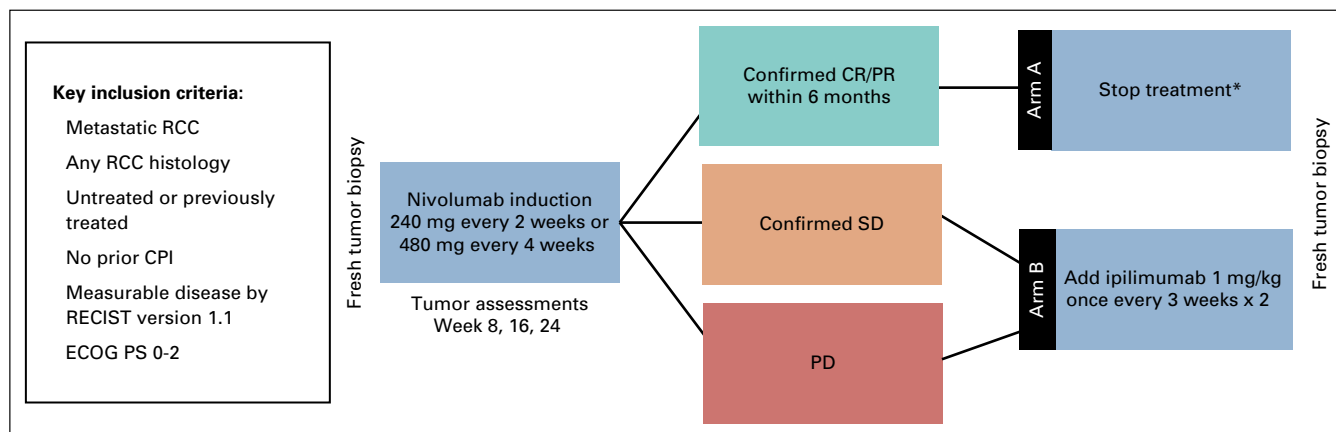 Key inclusion criteria:
Metastatic RCC
Any RCC histology
Untreated or previously
treated
No prior CPI
Measurable disease by
RECIST version 1.1
ECOG PS 0-2
Fresh tumor biopsy
Nivolumab induction
240 mg every 2 weeks or
480 mg every 4 weeks
Tumor assessments
Week 8, 16, 24
Confirmed CR/PR
within 6 months
Confirmed SD
PD
Arm A
Stop treatment*
Arm B
Add ipilimumab 1 mg/kg
once every 3 weeks x 2
Fresh tumor biopsy